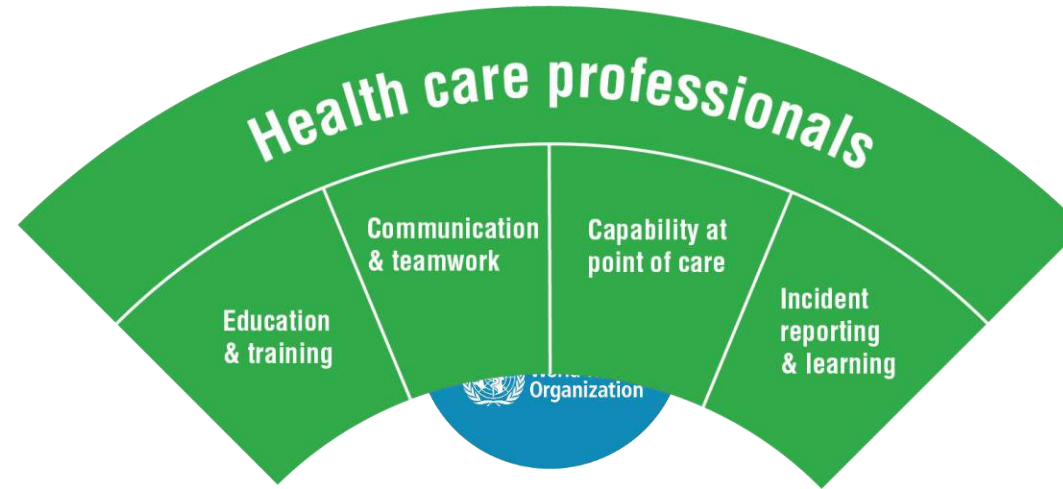 Health care professionals
Education
& training
Communication
& teamwork
Capability at
point of care
Incident
reporting
& learning
Organization